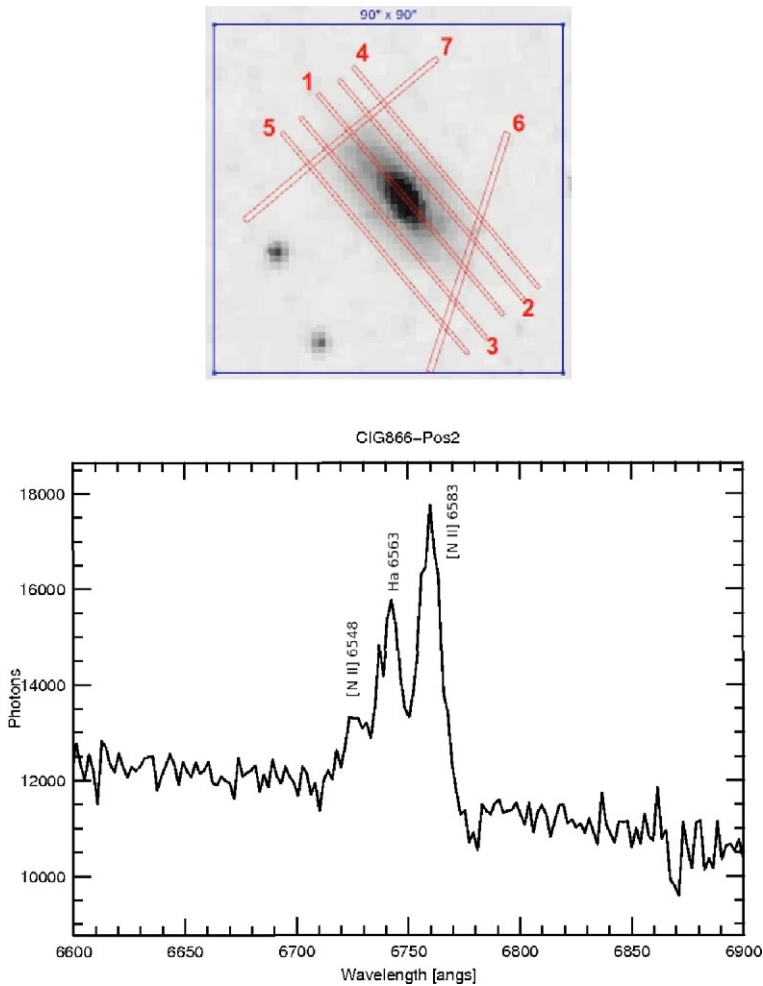 90" x 90"
7
4
1
5
6
2
3
CIG866-Pos2
18000
16000
14000
12000
10000
Photons
[N II] 6548
Ha 6563
[N II] 6583
6600 6650 6700 6750 6800 6850 6900
Wavelength [angs]